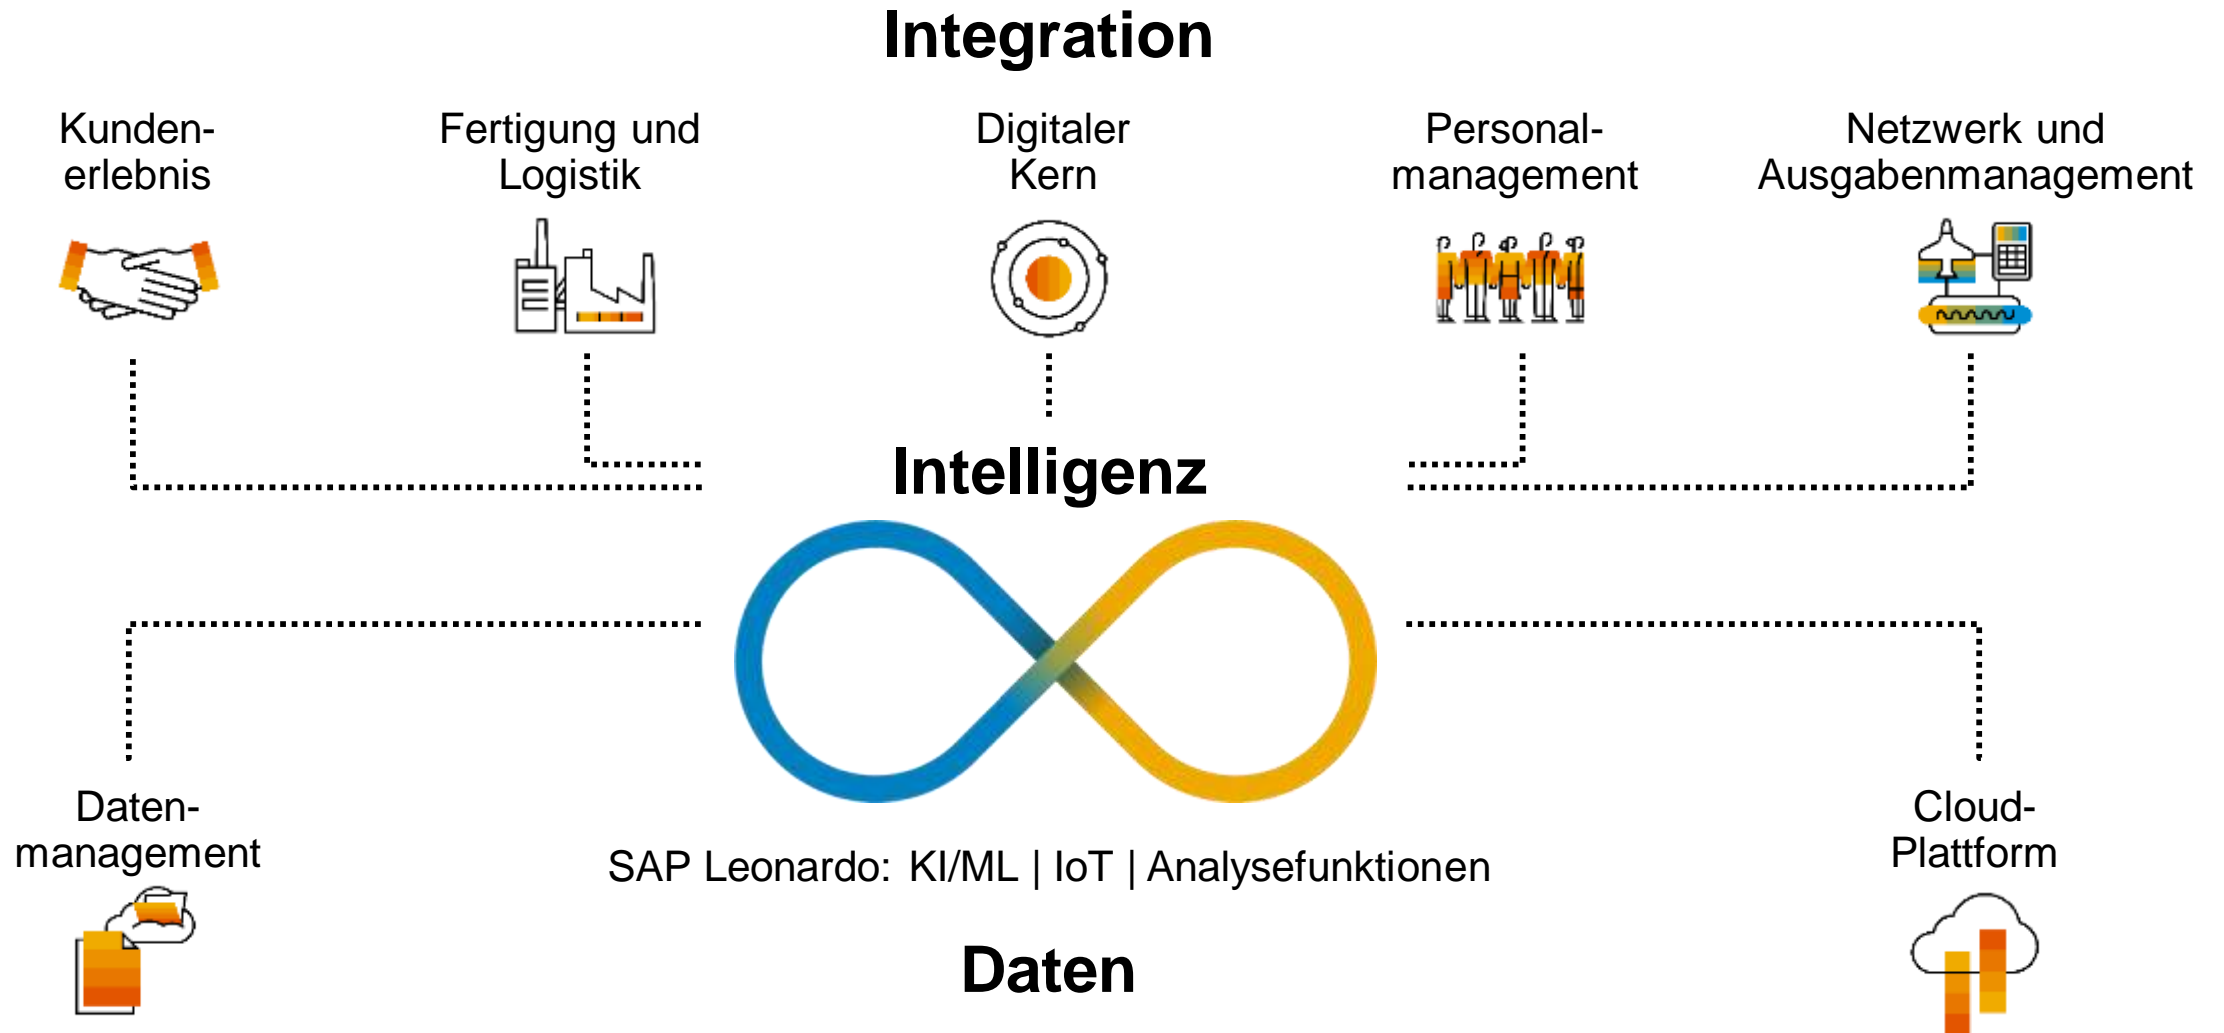 Integration
Kunden-
erlebnis
Fertigung und
Logistik
Digitaler
Kern
Personal-
management
Netzwerk und
Ausgabenmanagement
Intelligenz
Daten-
management
Cloud-
Plattform
SAP Leonardo: KI/ML | IoT | Analysefunktionen
Daten